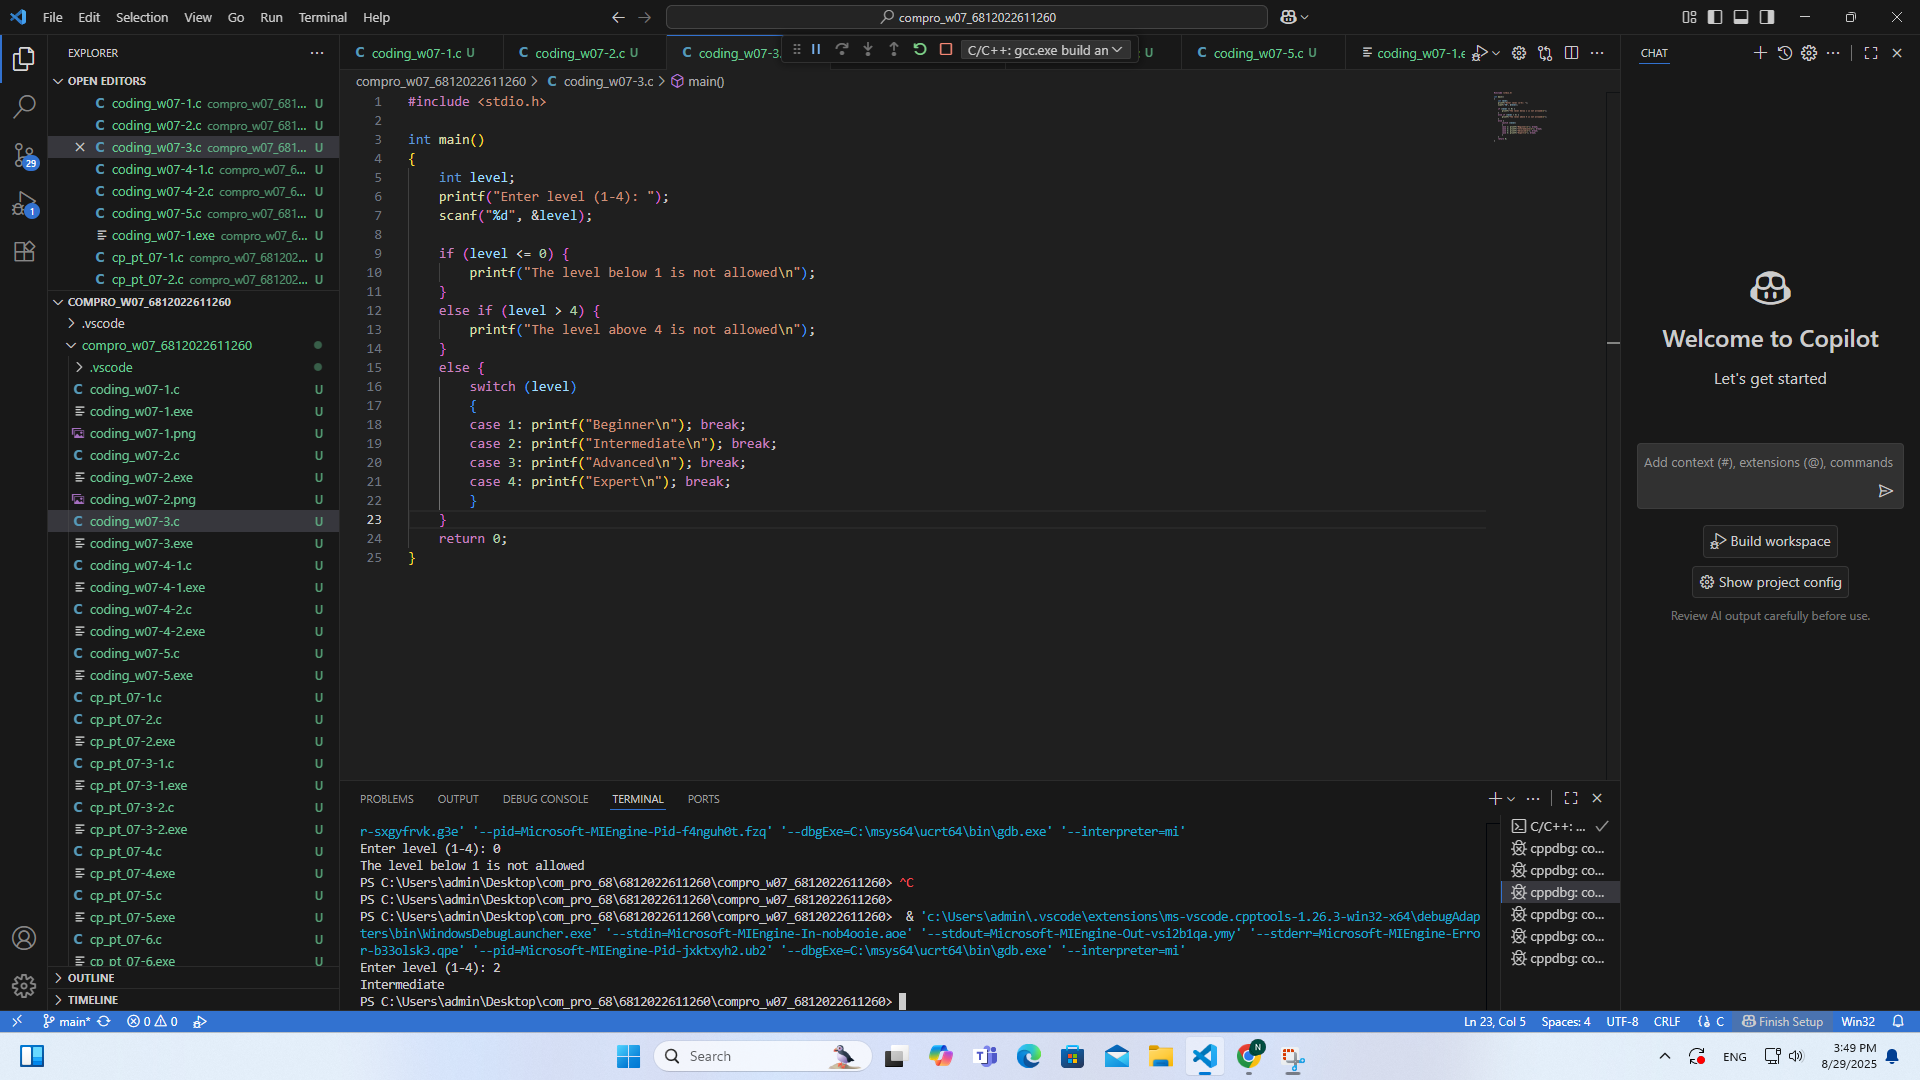 File Edit Selection View Go Run Terminal Help
compro_w07_6812022611260
EXPLORER
OPEN EDITORS
coding_w07-1.c compro_w07_681... U
coding_w07-2.c compro_w07_681... U
coding_w07-3.c compro_w07_681... U
coding_w07-4-1.c compro_w07_6... U
coding_w07-4-2.c compro_w07_6... U
coding_w07-5.c compro_w07_681... U
coding_w07-1.exe compro_w07_6... U
cp_pt_07-1.c compro_w07_681202... U
cp_pt_07-2.c compro_w07_681202... U
COMPRO_W07_6812022611260
.vscode
compro_w07_6812022611260
.vscode
coding_w07-1.c U
coding_w07-1.exe U
coding_w07-1.png U
coding_w07-2.c U
coding_w07-2.exe U
coding_w07-2.png U
coding_w07-3.c U
coding_w07-3.exe U
coding_w07-4-1.c U
coding_w07-4-1.exe U
coding_w07-4-2.c U
coding_w07-4-2.exe U
coding_w07-5.c U
coding_w07-5.exe U
cp_pt_07-1.c U
cp_pt_07-2.c U
cp_pt_07-2.exe U
cp_pt_07-3-1.c U
cp_pt_07-3-1.exe U
cp_pt_07-3-2.c U
cp_pt_07-3-2.exe U
cp_pt_07-4.c U
cp_pt_07-4.exe U
cp_pt_07-5.c U
cp_pt_07-5.exe U
cp_pt_07-6.c U
cp_pt_07-6.exe U
OUTLINE
TIMELINE
29
1
coding_w07-1.c U coding_w07-2.c U coding_w07-3. C/C++: gcc.exe build an U coding_w07-5.c U coding_w07-1.e
compro_w07_6812022611260 > C coding_w07-3.c > main()
1 #include <stdio.h>
2
3 int main()
4 {
5 int level;
6 printf("Enter level (1-4): ");
7 scanf("%d", &level);
8
9 if (level <= 0) {
10 printf("The level below 1 is not allowed\n");
11 }
12 else if (level > 4) {
13 printf("The level above 4 is not allowed\n");
14 }
15 else {
16 switch (level)
17 {
18 case 1: printf("Beginner\n"); break;
19 case 2: printf("Intermediate\n"); break;
20 case 3: printf("Advanced\n"); break;
21 case 4: printf("Expert\n"); break;
22 }
23 }
24 return 0;
25 }
PROBLEMS OUTPUT DEBUG CONSOLE TERMINAL PORTS
r-sxgyfrvk.g3e' '--pid=Microsoft-MIEngine-Pid-f4nguh0t.fzq' '--dbgExe=C:\msys64\ucrt64\bin\gdb.exe' '--interpreter=mi'
Enter level (1-4): 0
The level below 1 is not allowed
PS C:\Users\admin\Desktop\com_pro_68\6812022611260\compro_w07_6812022611260> ^C
PS C:\Users\admin\Desktop\com_pro_68\6812022611260\compro_w07_6812022611260>
PS C:\Users\admin\Desktop\com_pro_68\6812022611260\compro_w07_6812022611260> & 'c:\Users\admin\.vscode\extensions\ms-vscode.cpptools-1.26.3-win32-x64\debugAdap
ters\bin\WindowsDebugLauncher.exe' '--stdin=Microsoft-MIEngine-In-nob4ooie.aoe' '--stdout=Microsoft-MIEngine-Out-vsi2b1qa.ymy' '--stderr=Microsoft-MIEngine-Erro
r-b33olsk3.qpe' '--pid=Microsoft-MIEngine-Pid-jxktxyh2.ub2' '--dbgExe=C:\msys64\ucrt64\bin\gdb.exe' '--interpreter=mi'
Enter level (1-4): 2
Intermediate
PS C:\Users\admin\Desktop\com_pro_68\6812022611260\compro_w07_6812022611260>
C/C++: ...
cppdbg: co...
cppdbg: co...
cppdbg: co...
cppdbg: co...
cppdbg: co...
cppdbg: co...
CHAT
Welcome to Copilot
Let's get started
Add context (#), extensions (@), commands
Build workspace
Show project config
Review AI output carefully before use.
main* 0 0 Ln 23, Col 5 Spaces: 4 UTF-8 CRLF {} C Finish Setup Win32
Search
N
ENG
3:49 PM
8/29/2025